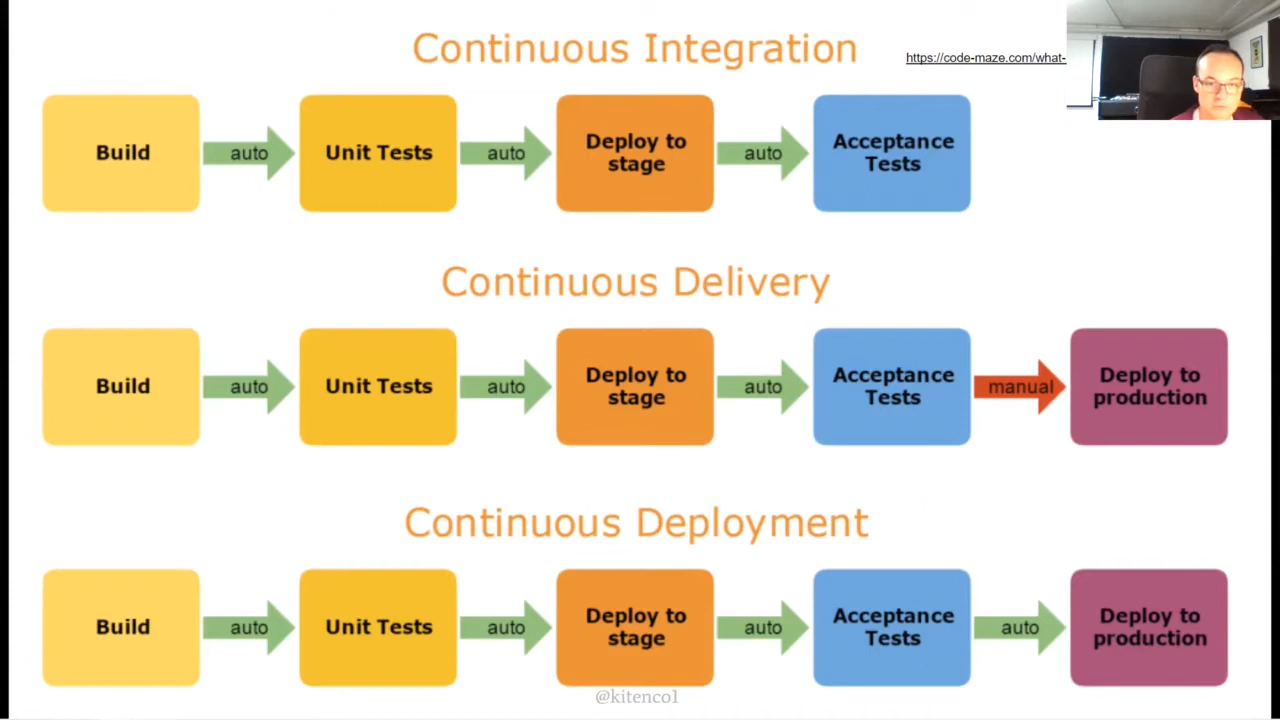 Continuous Integration
https://code-maze.com/what-
Build
auto
Unit Tests
auto
Deploy to
stage
auto
Acceptance
Tests
Continuous Delivery
Build
auto
Unit Tests
auto
Deploy to
stage
auto
Acceptance
Tests
manual
Deploy to
production
Continuous Deployment
Build
auto
Unit Tests
auto
Deploy to
stage
auto
Acceptance
Tests
auto
Deploy to
production
@kitenco1